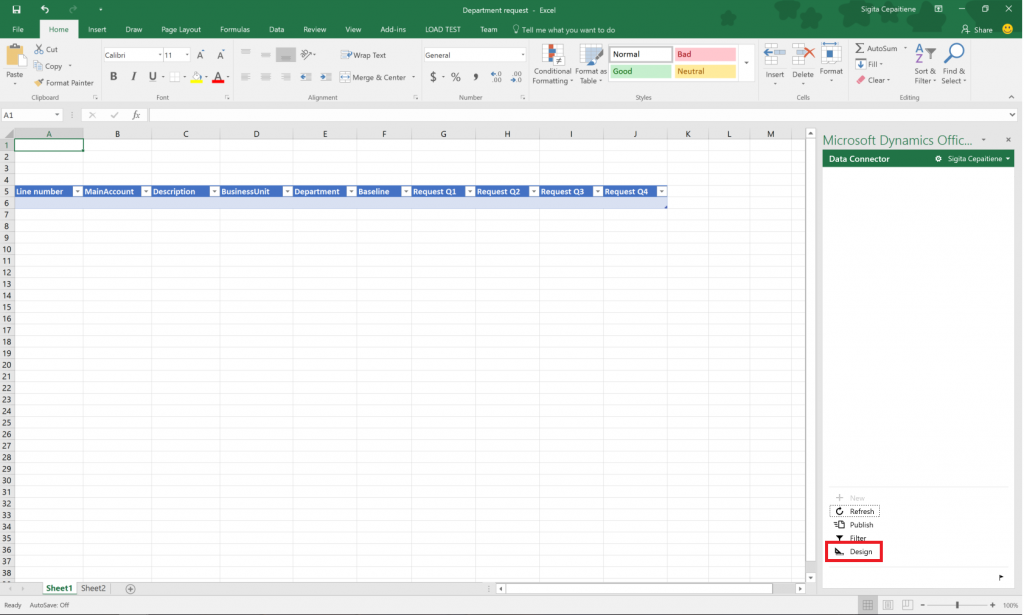 Department request - Excel
Sigita Cepaitiene
File Home Insert Draw Page Layout Formulas Data Review View Add-ins LOAD TEST Team Tell me what you want to do
Share
Paste
Cut
Copy
Format Painter
Clipboard
Calibri 11
B I U
Font
Wrap Text
Merge & Center
Alignment
General
$ % ,
Number
Conditional Formatting
Format as Table
Normal Bad
Good Neutral
Styles
Insert Delete Format
Cells
AutoSum
Fill
Clear
Sort & Filter
Find & Select
Editing
A1
fx
A B C D E F G H I J K L M
1
2
3
4
5 Line number MainAccount Description BusinessUnit Department Baseline Request Q1 Request Q2 Request Q3 Request Q4
6
7
8
9
10
11
12
13
14
15
16
17
18
19
20
21
22
23
24
25
26
27
28
29
30
31
32
33
34
35
36
37
38
Microsoft Dynamics Offic...
Data Connector
Sigita Cepaitiene
New
Refresh
Publish
Filter
Design
Sheet1 Sheet2
Ready AutoSave: Off
100%